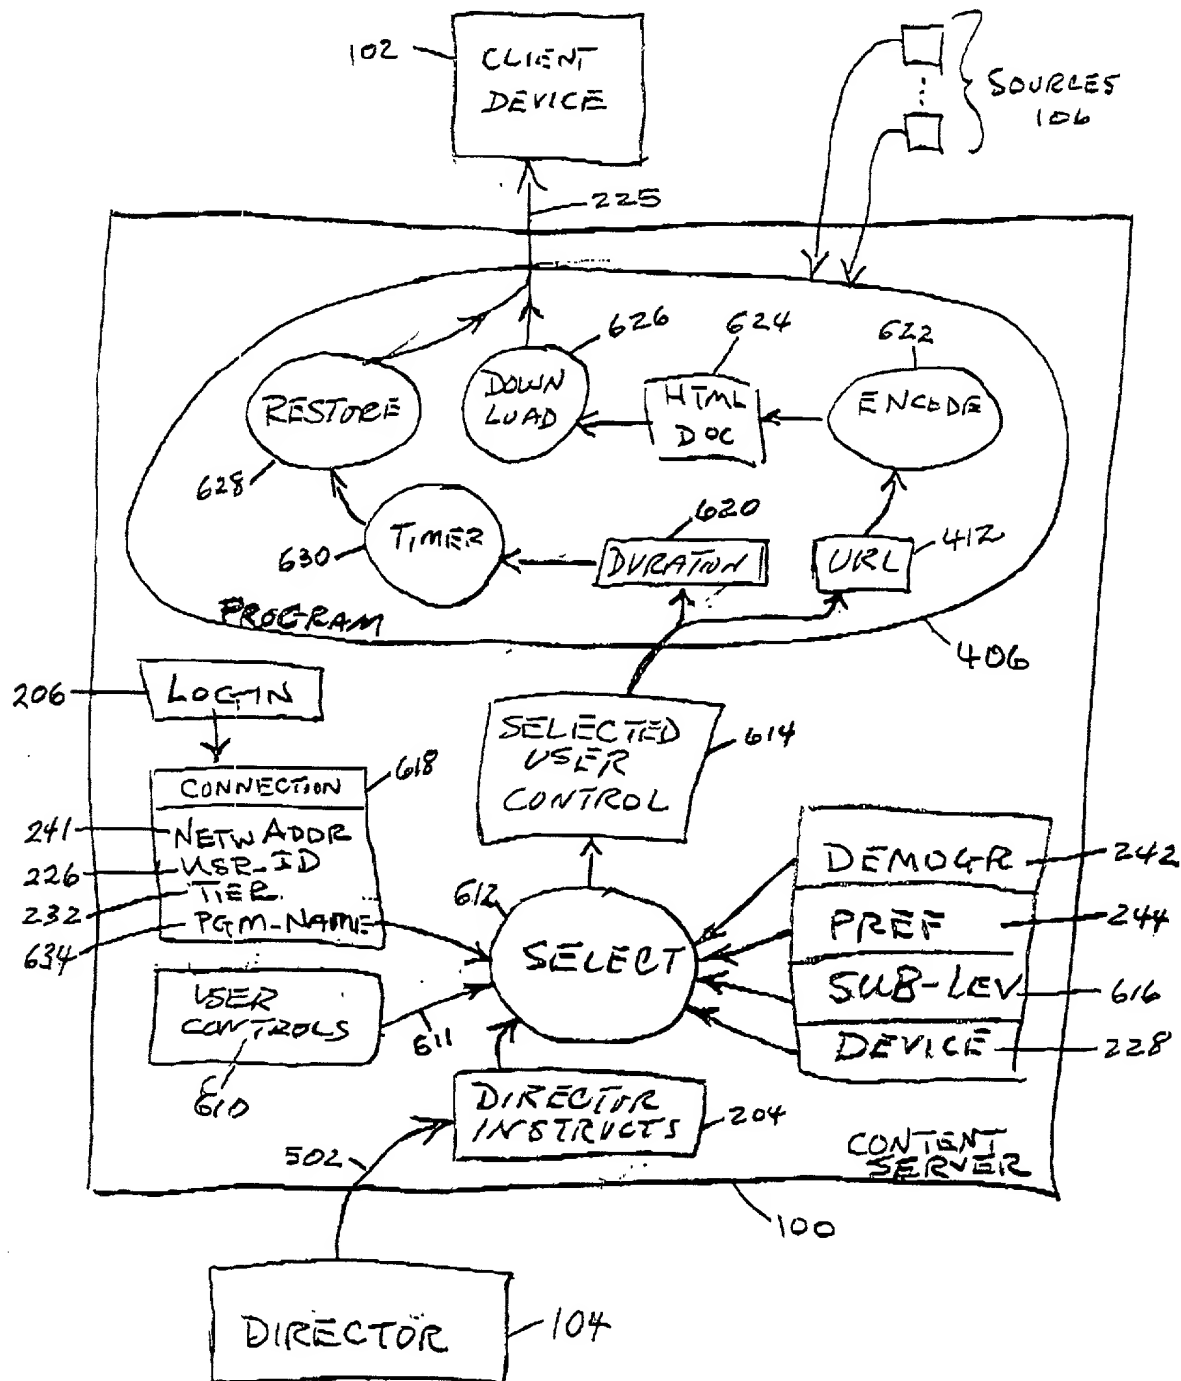 102
CLIENT
DEVICE
SOURCES
106
225
626
624
622
RESTORE
DOWN
LOAD
HTML
DOC
ENCODE
628
620
TIMER
630
DURATION
URL
412
PROGRAM
406
206
LOGIN
SELECTED
USER
CONTROL
614
CONNECTION
618
241
NETW ADDR
226
USR-ID
232
TIER
634
PGM-NAME
612
SELECT
DEMOGR
242
PREF
244
SUB-LEV
616
DEVICE
228
USER
CONTROLS
611
610
DIRECTOR
INSTRUCTS
204
502
CONTENT
SERVER
100
DIRECTOR
104